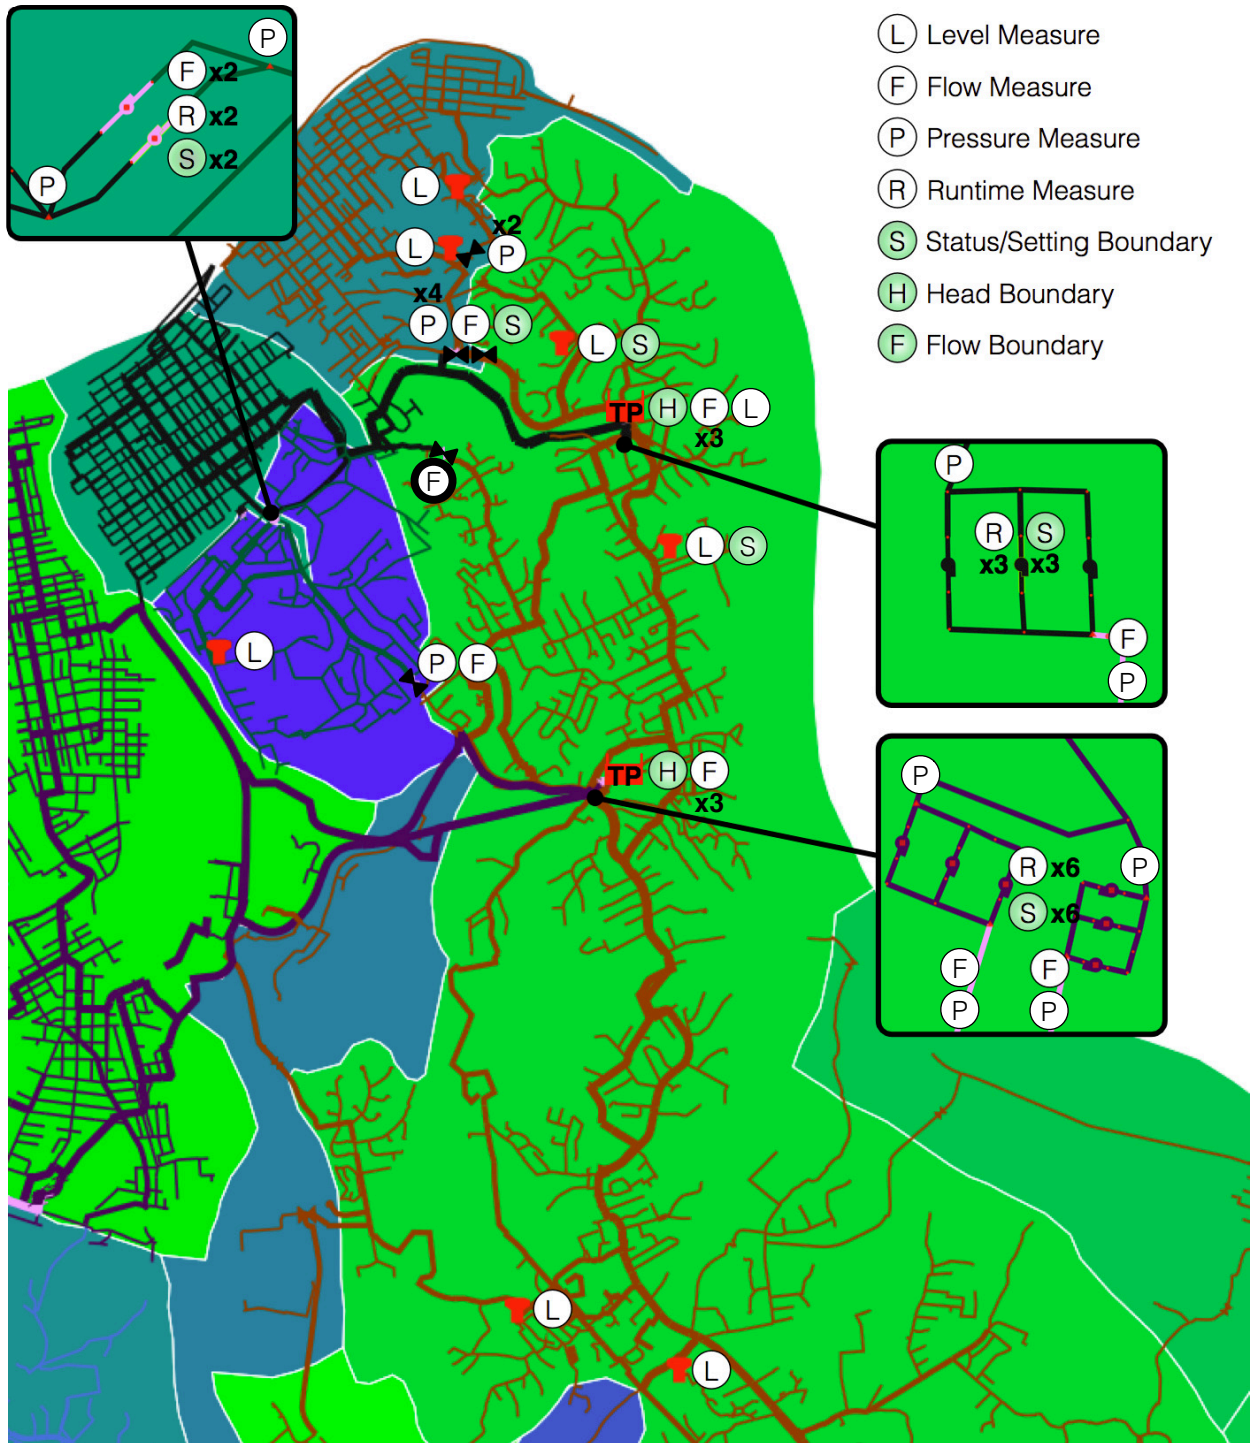 P
F x2
R x2
S x2
P
L Level Measure
F Flow Measure
P Pressure Measure
R Runtime Measure
S Status/Setting Boundary
H Head Boundary
F Flow Boundary
L
x2
L P
x4
P F S
L S
TP H F L
x3
F
L S
L
P F
TP H F
x3
L
L
P
R S
x3 x3
F
P
P
P
R x6
S x6
F F
P P